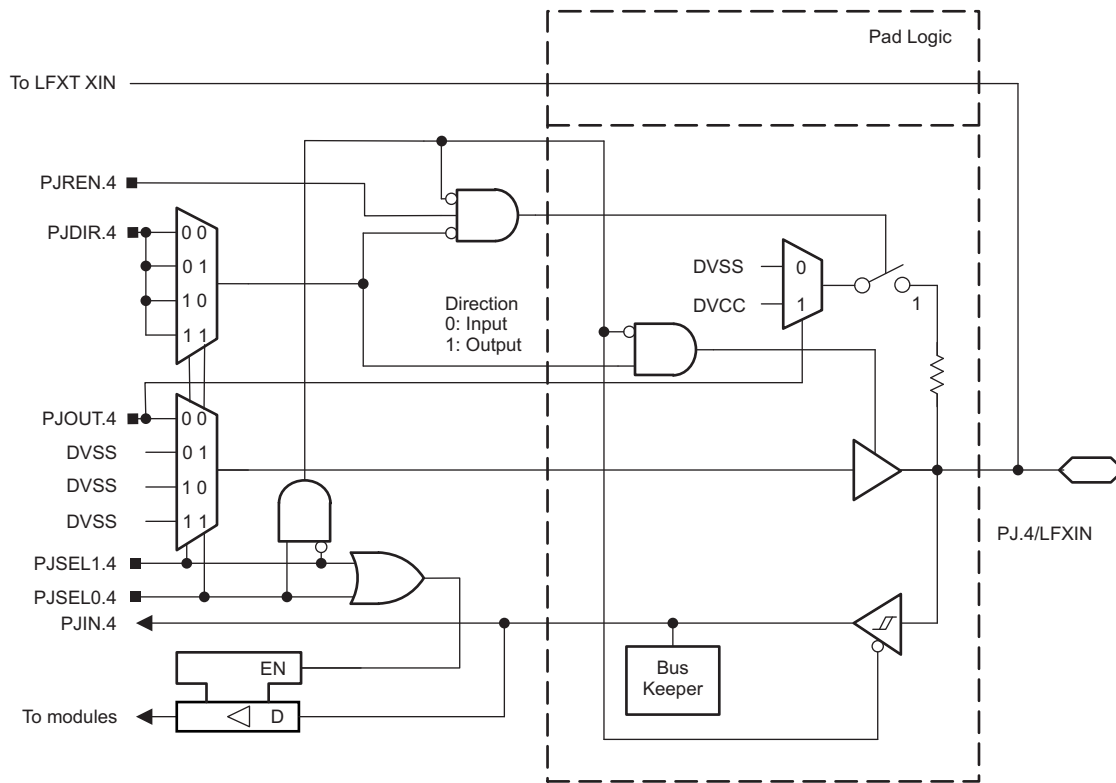 Pad Logic
To LFXT XIN
PJREN.4
PJDIR.4
0 0
0 1
1 0
1 1
Direction
0: Input
1: Output
DVSS
0
DVCC
1
1
PJOUT.4
0 0
DVSS
0 1
DVSS
1 0
DVSS
1 1
PJ.4/LFXIN
PJSEL1.4
PJSEL0.4
PJIN.4
EN
D
To modules
Bus
Keeper